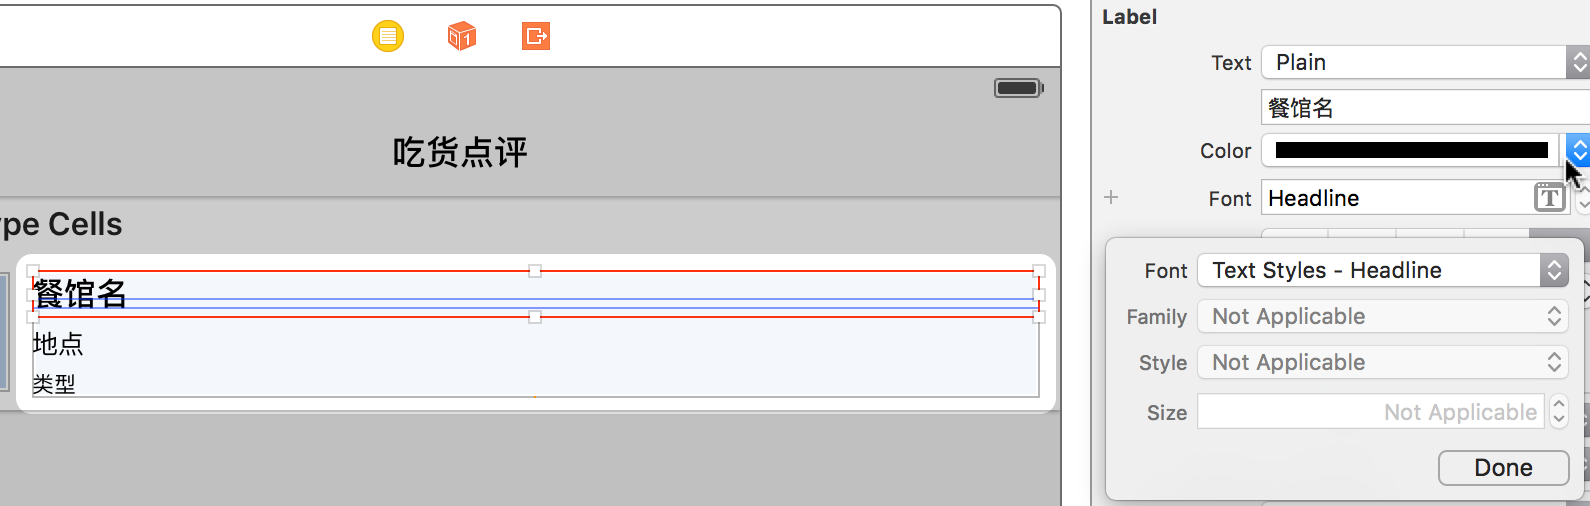 吃货点评
ype Cells
餐馆名
地点
类型
Label
Text Plain
餐馆名
Color
Font Headline T
Font Text Styles - Headline
Family Not Applicable
Style Not Applicable
Size Not Applicable
Done